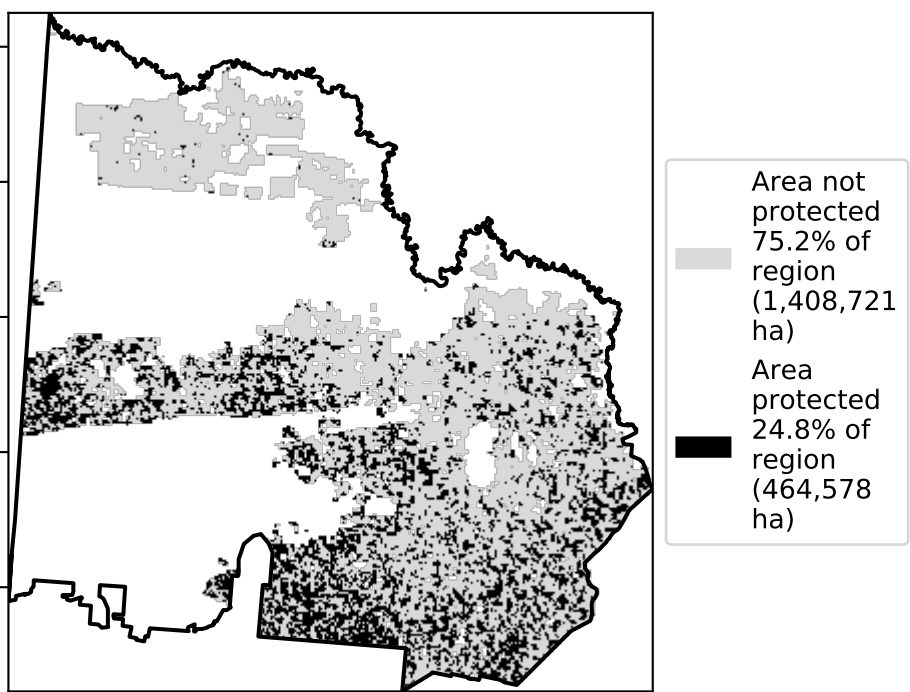 Area not
protected
75.2% of
region
(1,408,721
ha)
Area
protected
24.8% of
region
(464,578
ha)